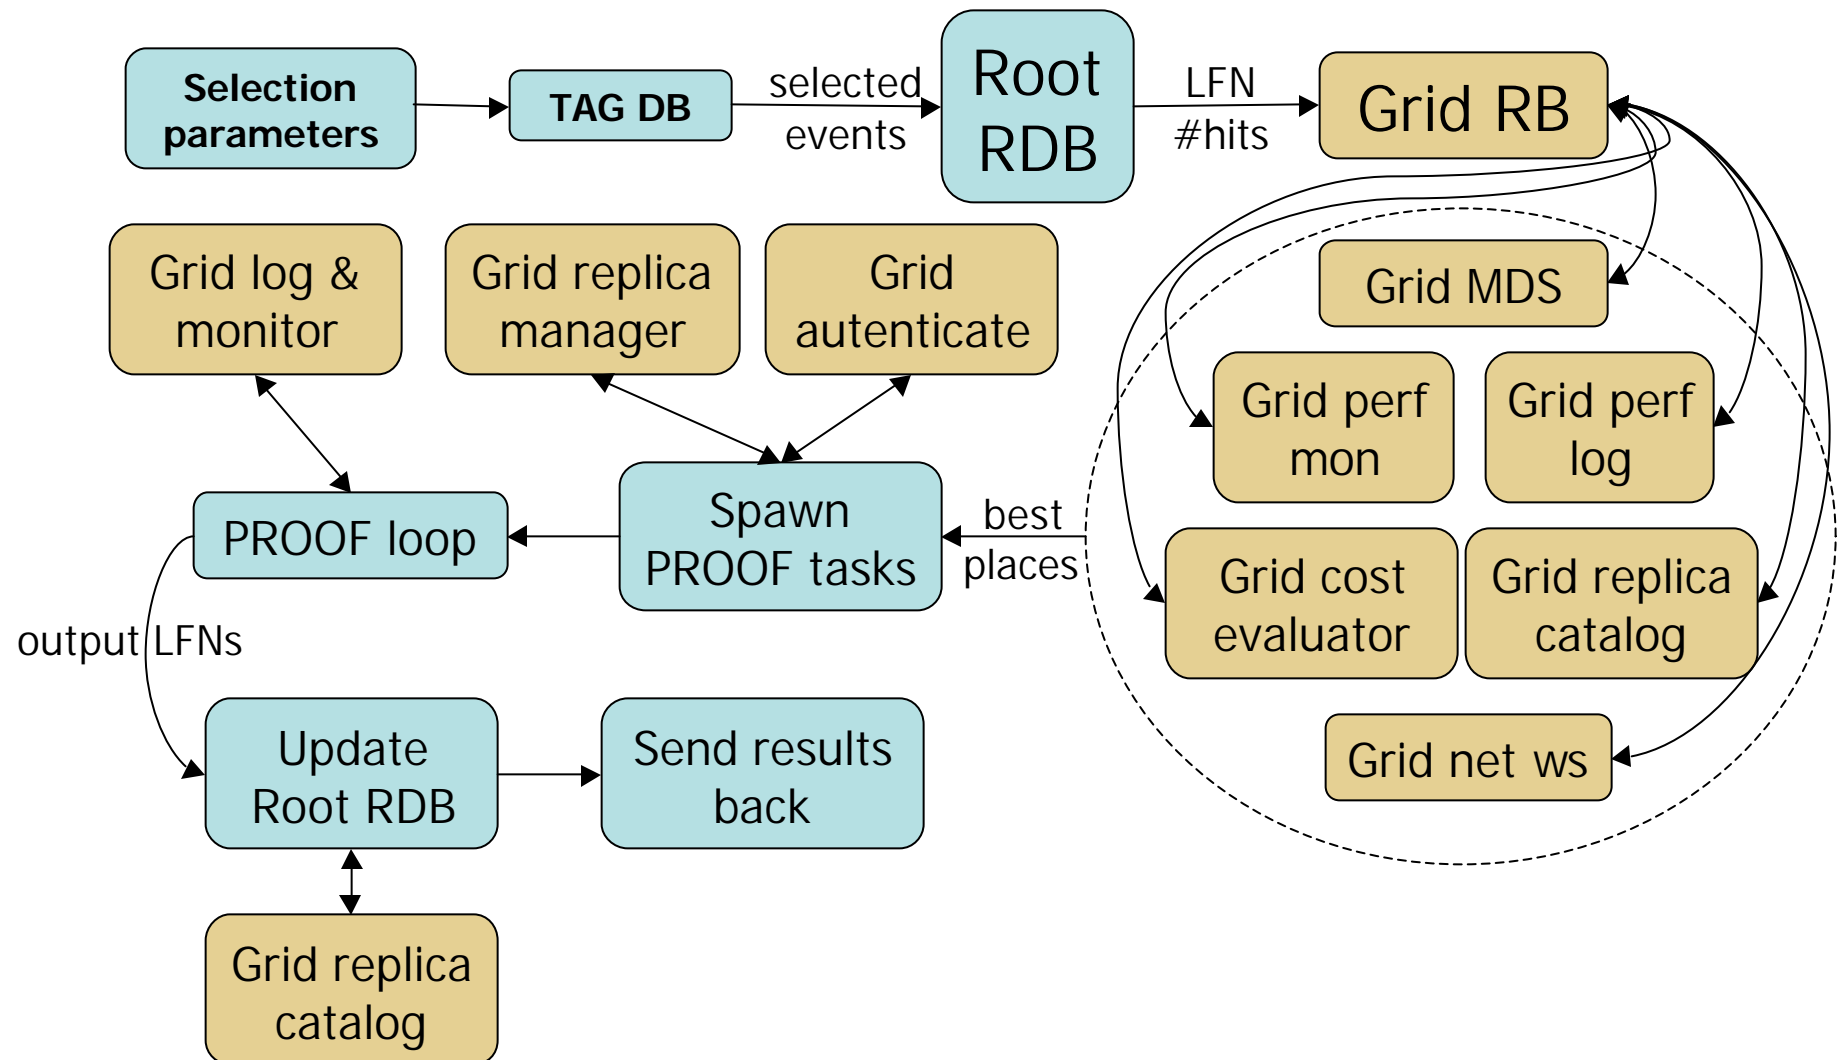 Selection
parameters
TAG DB
selected
events
Root
RDB
LFN
#hits
Grid RB
Grid log &
monitor
Grid replica
manager
Grid
autenticate
Grid MDS
Grid perf
mon
Grid perf
log
PROOF loop
Spawn
PROOF tasks
best
places
Grid cost
evaluator
Grid replica
catalog
output LFNs
Update
Root RDB
Send results
back
Grid net ws
Grid replica
catalog